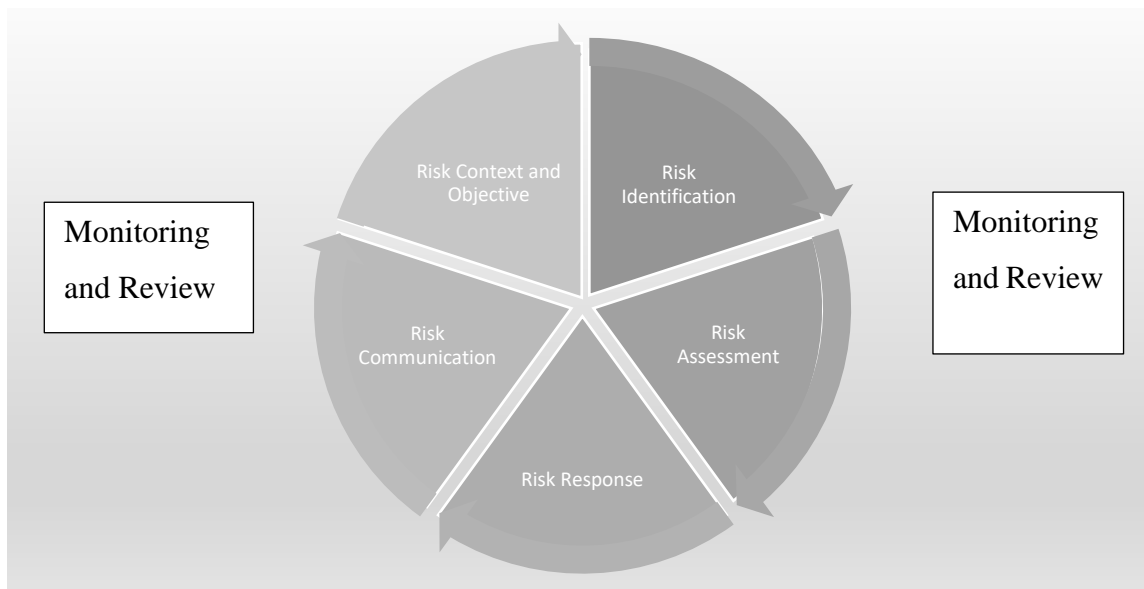 Risk Context and
Objective
Risk
Identification
Monitoring
and Review
Monitoring
and Review
Risk
Communication
Risk
Assessment
Risk Response